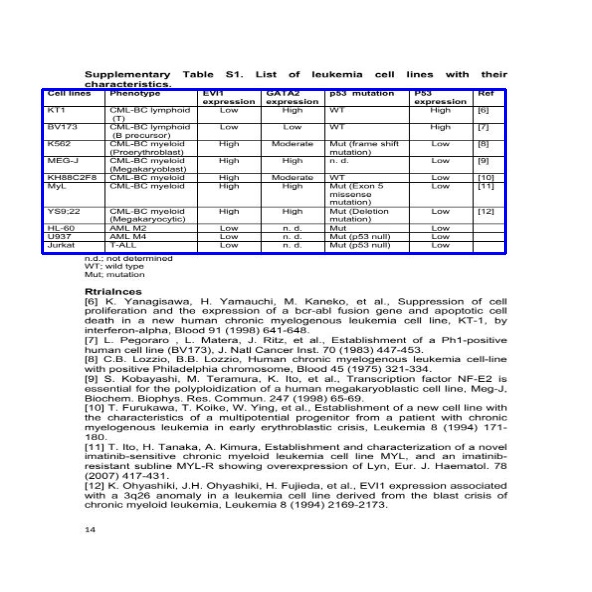 Supplementary Table S1. List of leukemia cell lines with their
characteristics.
Cell lines Phenotype EVI1 expression GATA2 expression p53 mutation P53 expression Ref
KT1 CML-BC lymphoid (T) Low High WT High [6]
BV173 CML-BC lymphoid (B precursor) Low Low WT High [7]
K562 CML-BC myeloid (Proerythroblast) High Moderate Mut (frame shift mutation) Low [8]
MEG-J CML-BC myeloid (Megakaryoblast) High High n. d. Low [9]
KH88C2F8 CML-BC myeloid High Moderate WT Low [10]
MyL CML-BC myeloid High High Mut (Exon 5 missense mutation) Low [11]
YS9;22 CML-BC myeloid (Megakaryocytic) High High Mut (Deletion mutation) Low [12]
HL-60 AML M2 Low n. d. Mut Low
U937 AML M4 Low n. d. Mut (p53 null) Low
Jurkat T-ALL Low n. d. Mut (p53 null) Low
n.d.; not determined
WT; wild type
Mut; mutation
Rtrialnces
[6] K. Yanagisawa, H. Yamauchi, M. Kaneko, et al., Suppression of cell
proliferation and the expression of a bcr-abl fusion gene and apoptotic cell
death in a new human chronic myelogenous leukemia cell line, KT-1, by
interferon-alpha, Blood 91 (1998) 641-648.
[7] L. Pegoraro , L. Matera, J. Ritz, et al., Establishment of a Ph1-positive
human cell line (BV173), J. Natl Cancer Inst. 70 (1983) 447-453.
[8] C.B. Lozzio, B.B. Lozzio, Human chronic myelogenous leukemia cell-line
with positive Philadelphia chromosome, Blood 45 (1975) 321-334.
[9] S. Kobayashi, M. Teramura, K. Ito, et al., Transcription factor NF-E2 is
essential for the polyploidization of a human megakaryoblastic cell line, Meg-J,
Biochem. Biophys. Res. Commun. 247 (1998) 65-69.
[10] T. Furukawa, T. Koike, W. Ying, et al., Establishment of a new cell line with
the characteristics of a multipotential progenitor from a patient with chronic
myelogenous leukemia in early erythroblastic crisis, Leukemia 8 (1994) 171-
180.
[11] T. Ito, H. Tanaka, A. Kimura, Establishment and characterization of a novel
imatinib-sensitive chronic myeloid leukemia cell line MYL, and an imatinib-
resistant subline MYL-R showing overexpression of Lyn, Eur. J. Haematol. 78
(2007) 417-431.
[12] K. Ohyashiki, J.H. Ohyashiki, H. Fujieda, et al., EVI1 expression associated
with a 3q26 anomaly in a leukemia cell line derived from the blast crisis of
chronic myeloid leukemia, Leukemia 8 (1994) 2169-2173.
14